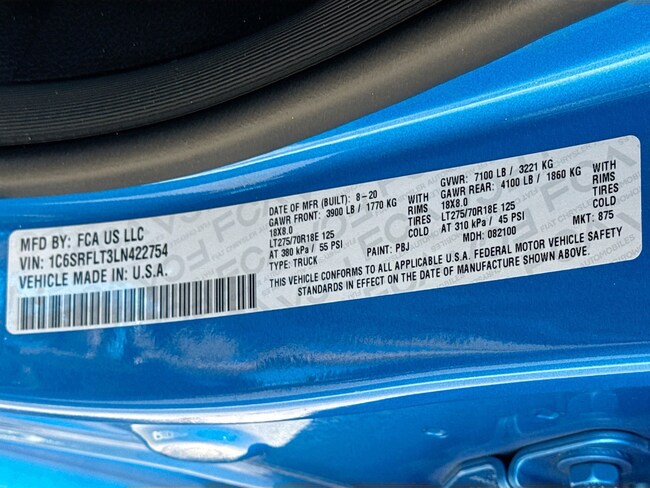 MFD BY: FCA US LLC
VIN: 1C6SRFLT3LN422754
VEHICLE MADE IN: U.S.A.
DATE OF MFR (BUILT): 8-20
GVWR: 7100 LB / 3221 KG
GAWR FRONT: 3900 LB / 1770 KG WITH
GAWR REAR: 4100 LB / 1860 KG WITH
18X8.0 RIMS
18X8.0 RIMS
LT275/70R18E 125 TIRES
LT275/70R18E 125 TIRES
AT 380 kPa / 55 PSI COLD
AT 310 kPa / 45 PSI COLD
TYPE: TRUCK PAINT: PBJ MDH: 082100 MKT: 875
THIS VEHICLE CONFORMS TO ALL APPLICABLE U.S.A. FEDERAL MOTOR VEHICLE SAFETY
STANDARDS IN EFFECT ON THE DATE OF MANUFACTURE SHOWN ABOVE.